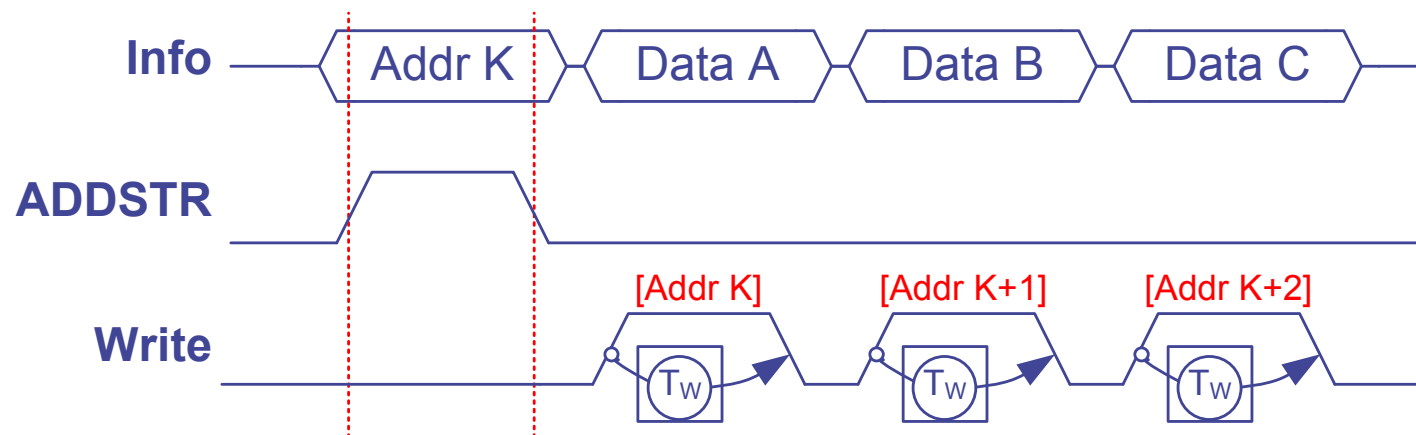 Info Addr K Data A Data B Data C
ADDSTR
[Addr K] [Addr K+1] [Addr K+2]
Write
TW TW TW